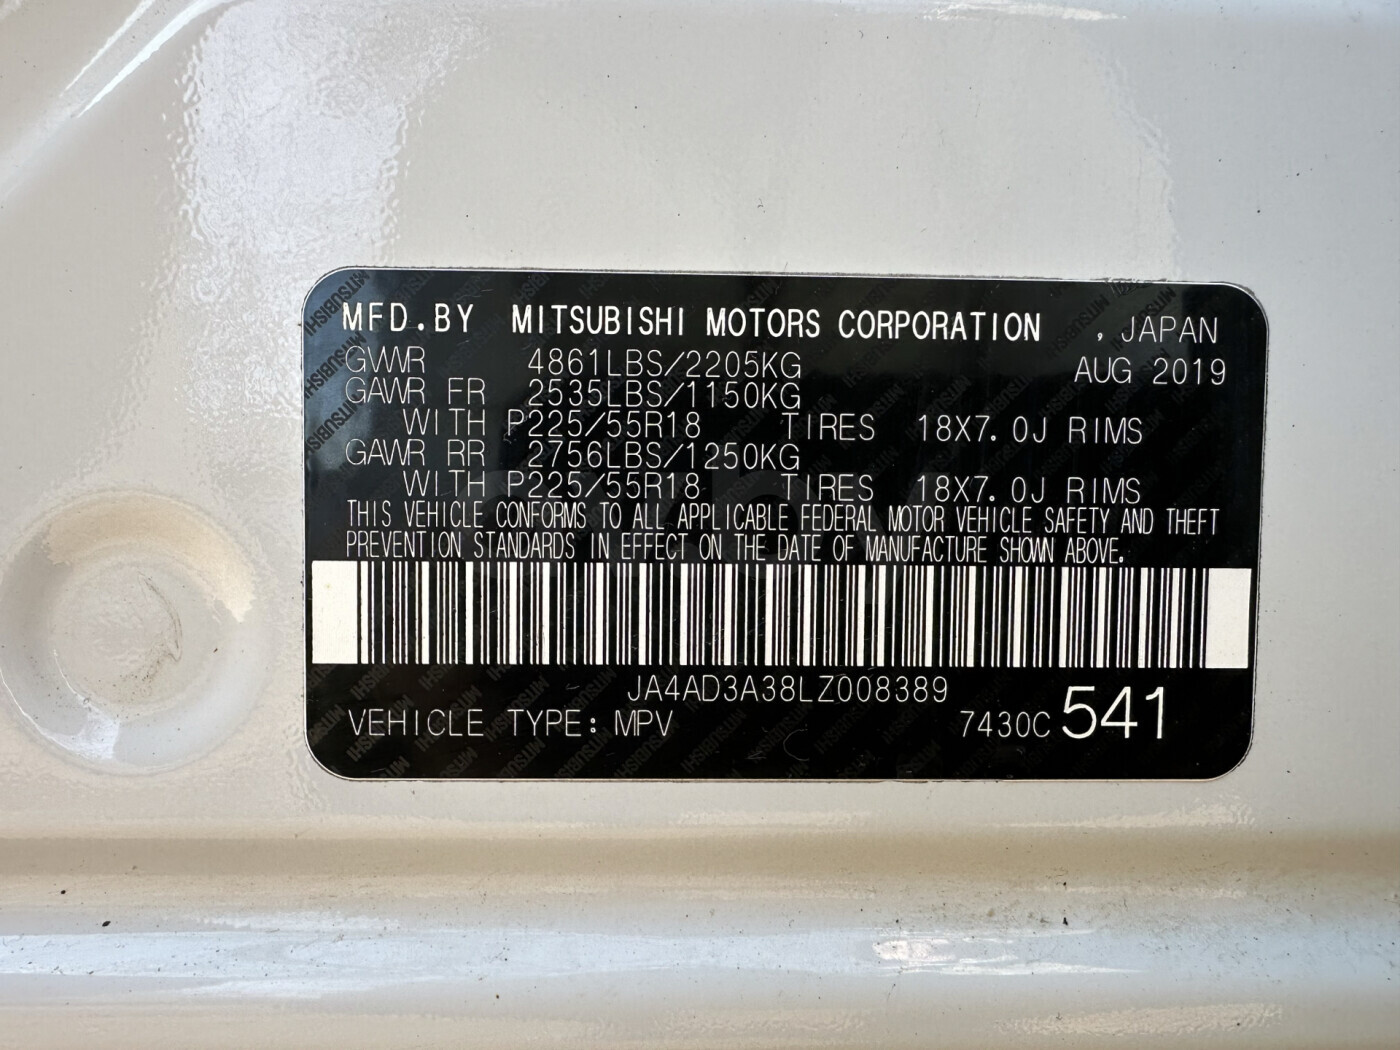 MFD.BY MITSUBISHI MOTORS CORPORATION , JAPAN
GVWR 4861LBS/2205KG AUG 2019
GAWR FR 2535LBS/1150KG
WITH P225/55R18 TIRES 18X7.0J RIMS
GAWR RR 2756LBS/1250KG
WITH P225/55R18 TIRES 18X7.0J RIMS
THIS VEHICLE CONFORMS TO ALL APPLICABLE FEDERAL MOTOR VEHICLE SAFETY AND THEFT
PREVENTION STANDARDS IN EFFECT ON THE DATE OF MANUFACTURE SHOWN ABOVE.
JA4AD3A38LZ008389
VEHICLE TYPE: MPV 7430C 541